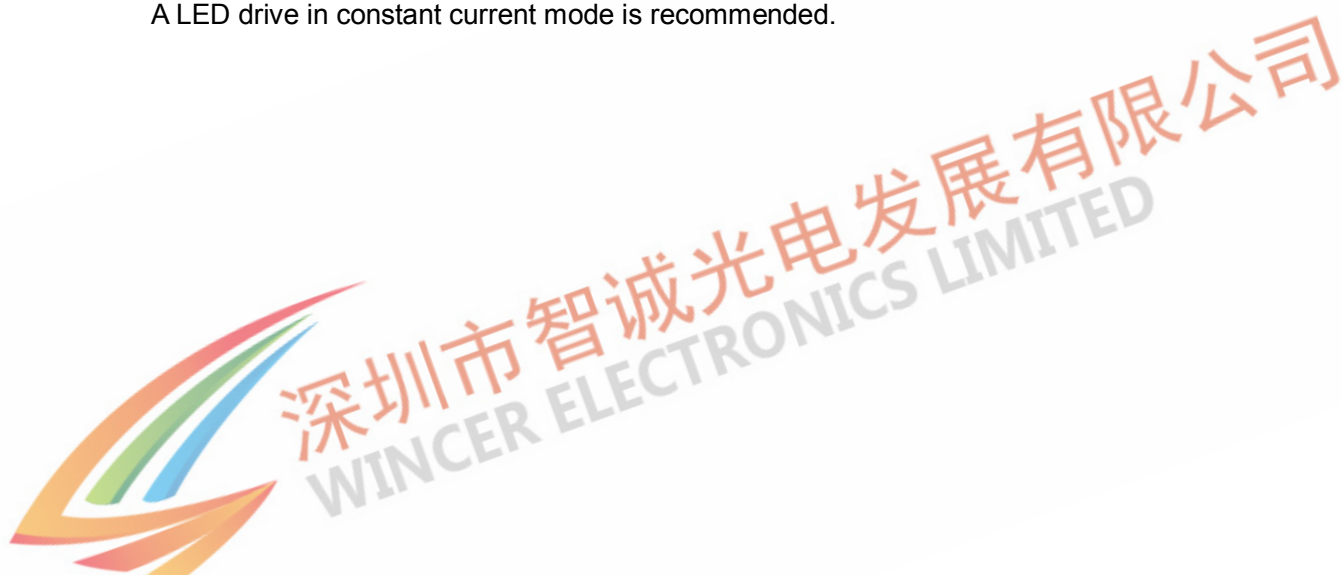 A LED drive in constant current mode is recommended.
深圳市智诚光电发展有限公司
WINCER ELECTRONICS LIMITED